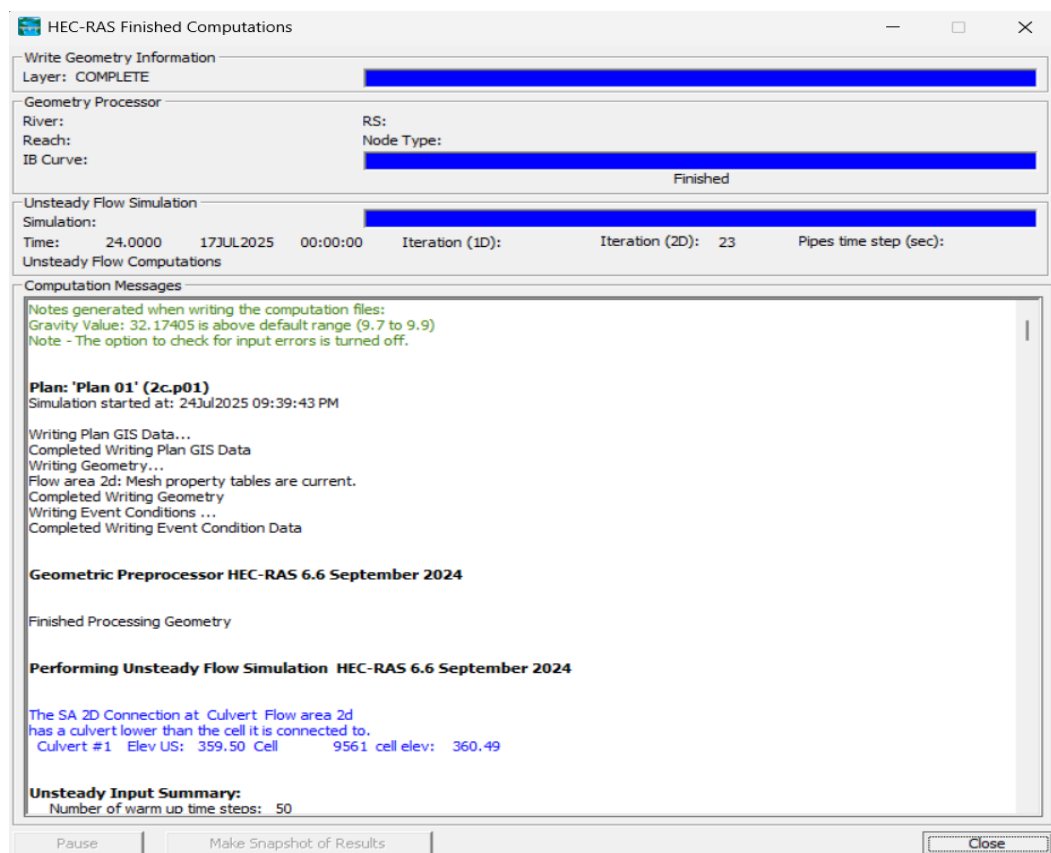 HEC-RAS Finished Computations
Write Geometry Information
Layer: COMPLETE
Geometry Processor
River: RS:
Reach: Node Type:
IB Curve:
Finished
Unsteady Flow Simulation
Simulation:
Time: 24.0000 17JUL2025 00:00:00 Iteration (1D): Iteration (2D): 23 Pipes time step (sec):
Unsteady Flow Computations
Computation Messages
Notes generated when writing the computation files:
Gravity Value: 32.17405 is above default range (9.7 to 9.9)
Note - The option to check for input errors is turned off.
Plan: 'Plan 01' (2c.p01)
Simulation started at: 24Jul2025 09:39:43 PM
Writing Plan GIS Data...
Completed Writing Plan GIS Data
Writing Geometry...
Flow area 2d: Mesh property tables are current.
Completed Writing Geometry
Writing Event Conditions ...
Completed Writing Event Condition Data
Geometric Preprocessor HEC-RAS 6.6 September 2024
Finished Processing Geometry
Performing Unsteady Flow Simulation HEC-RAS 6.6 September 2024
The SA 2D Connection at Culvert Flow area 2d
has a culvert lower than the cell it is connected to.
Culvert #1 Elev US: 359.50 Cell 9561 cell elev: 360.49
Unsteady Input Summary:
Number of warm up time steps: 50
Pause Make Snapshot of Results Close